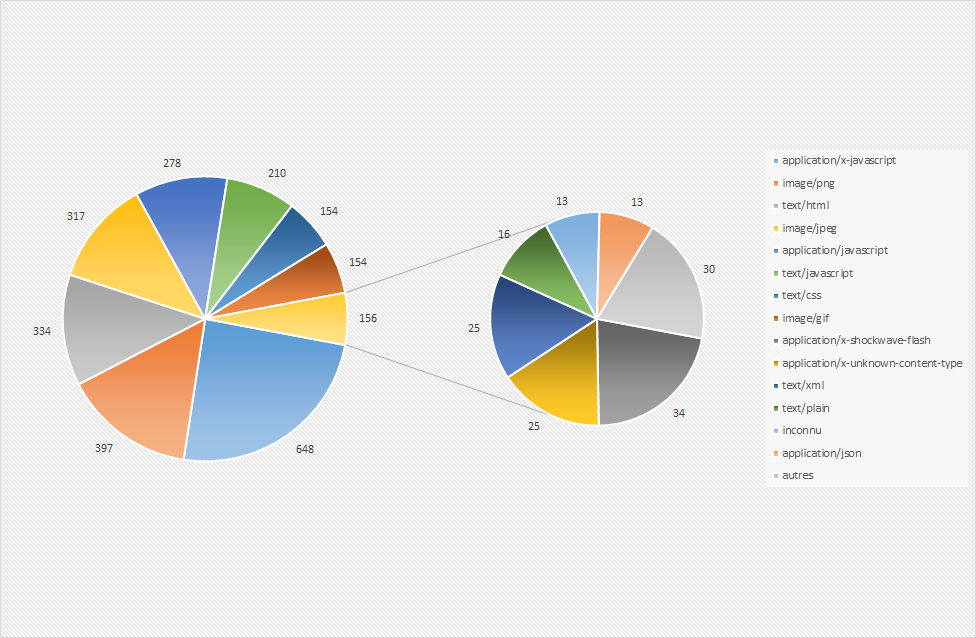 278
210
154
317
154
156
334
648
397
13
13
16
30
25
34
25
application/x-javascript
image/png
text/html
image/jpeg
application/javascript
text/javascript
text/css
image/gif
application/x-shockwave-flash
application/x-unknown-content-type
text/xml
text/plain
inconnu
application/json
autres